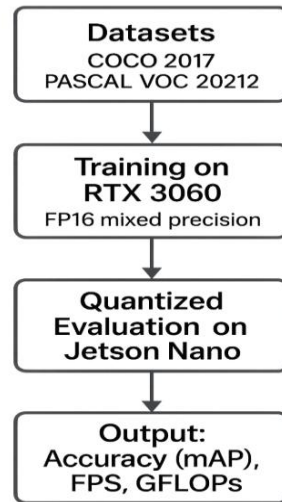 Datasets
COCO 2017
PASCAL VOC 20212
Training on
RTX 3060
FP16 mixed precision
Quantized
Evaluation on
Jetson Nano
Output:
Accuracy (mAP),
FPS, GFLOPs